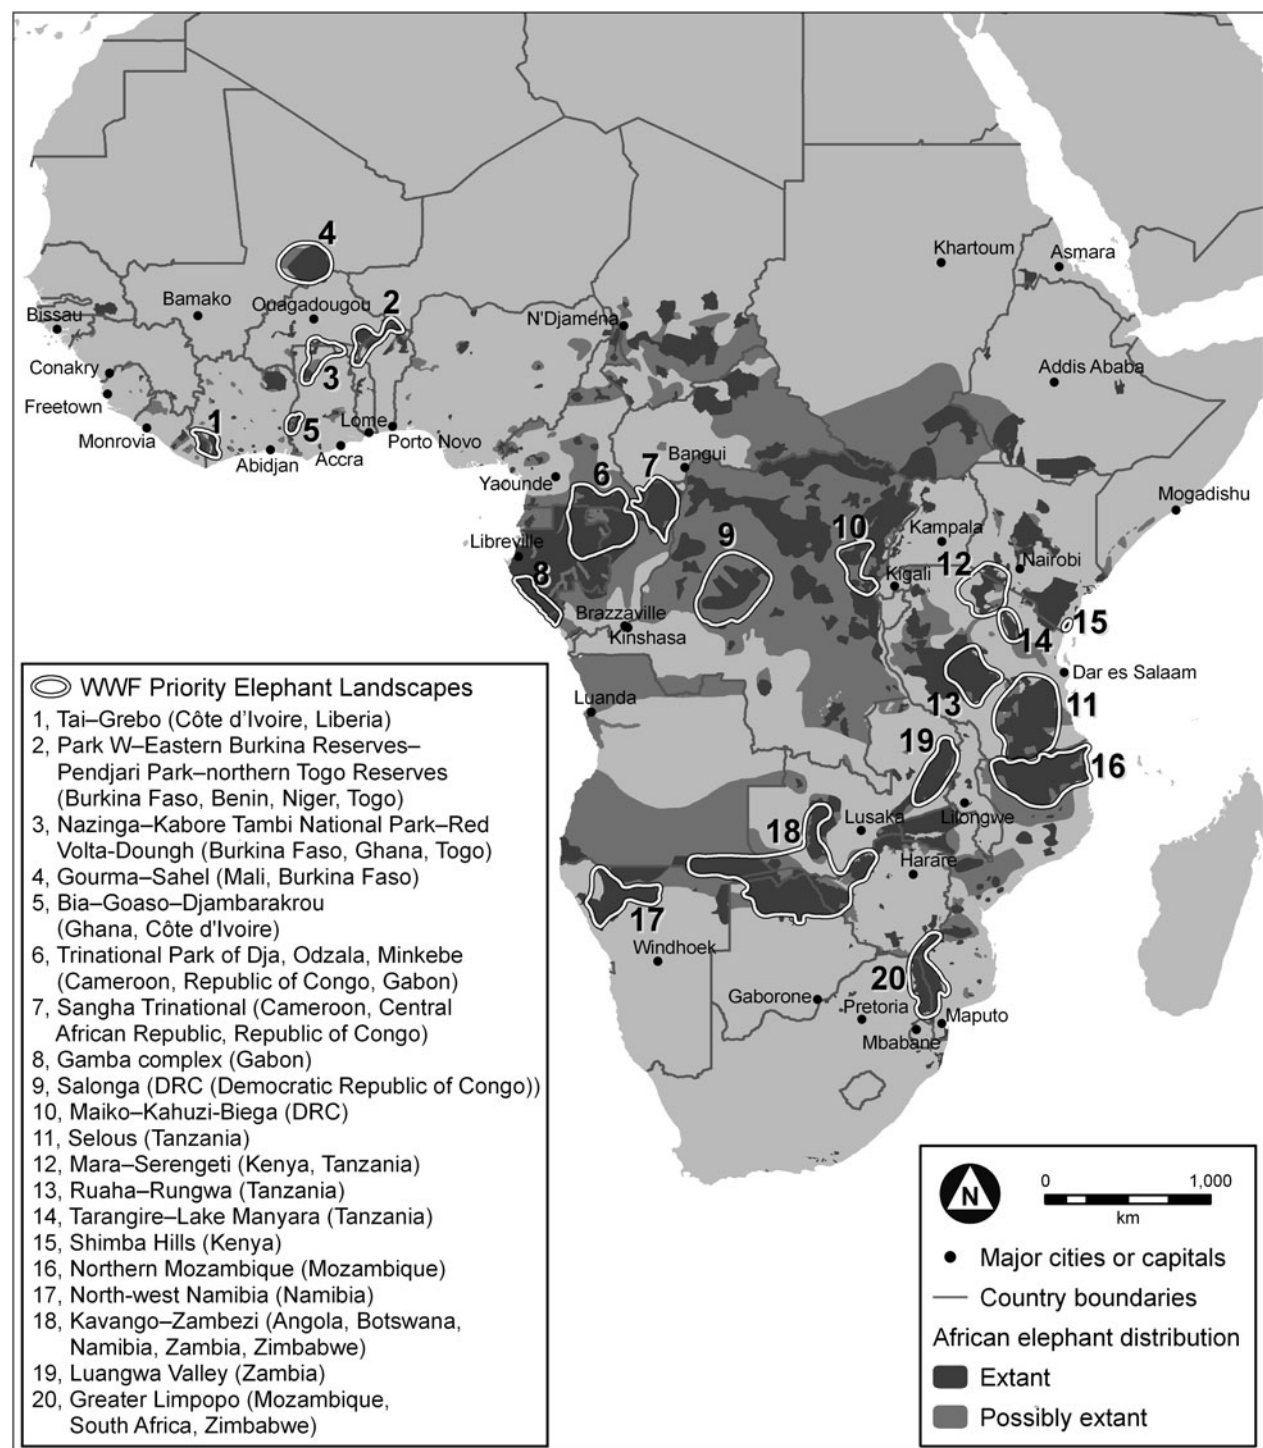 4
Khartoum
Asmara
Bamako
Ouagadougou
2
Bissau
N'Djamena
Conakry
3
Addis Ababa
Freetown
1
Lome
Monrovia
5
Porto Novo
Abidjan
Accra
6
7
Bangui
Yaounde
Mogadishu
9
10
Kampala
Libreville
12
Nairobi
8
Kigali
Brazzaville
15
Kinshasa
14
Dar es Salaam
Luanda
13
11
19
16
18
Lusaka
Lilongwe
Harare
17
Windhoek
20
Gaborone
Pretoria
Maputo
Mbabane
WWF Priority Elephant Landscapes
1, Tai–Grebo (Côte d’Ivoire, Liberia)
2, Park W–Eastern Burkina Reserves–
Pendjari Park–northern Togo Reserves
(Burkina Faso, Benin, Niger, Togo)
3, Nazinga–Kabore Tambi National Park–Red
Volta-Doungh (Burkina Faso, Ghana, Togo)
4, Gourma–Sahel (Mali, Burkina Faso)
5, Bia–Goaso–Djambarakrou
(Ghana, Côte d'Ivoire)
6, Trinational Park of Dja, Odzala, Minkebe
(Cameroon, Republic of Congo, Gabon)
7, Sangha Trinational (Cameroon, Central
African Republic, Republic of Congo)
8, Gamba complex (Gabon)
9, Salonga (DRC (Democratic Republic of Congo))
10, Maiko–Kahuzi-Biega (DRC)
11, Selous (Tanzania)
12, Mara–Serengeti (Kenya, Tanzania)
13, Ruaha–Rungwa (Tanzania)
14, Tarangire–Lake Manyara (Tanzania)
15, Shimba Hills (Kenya)
16, Northern Mozambique (Mozambique)
17, North-west Namibia (Namibia)
18, Kavango–Zambezi (Angola, Botswana,
Namibia, Zambia, Zimbabwe)
19, Luangwa Valley (Zambia)
20, Greater Limpopo (Mozambique,
South Africa, Zimbabwe)
N
0 1,000
km
Major cities or capitals
Country boundaries
African elephant distribution
Extant
Possibly extant